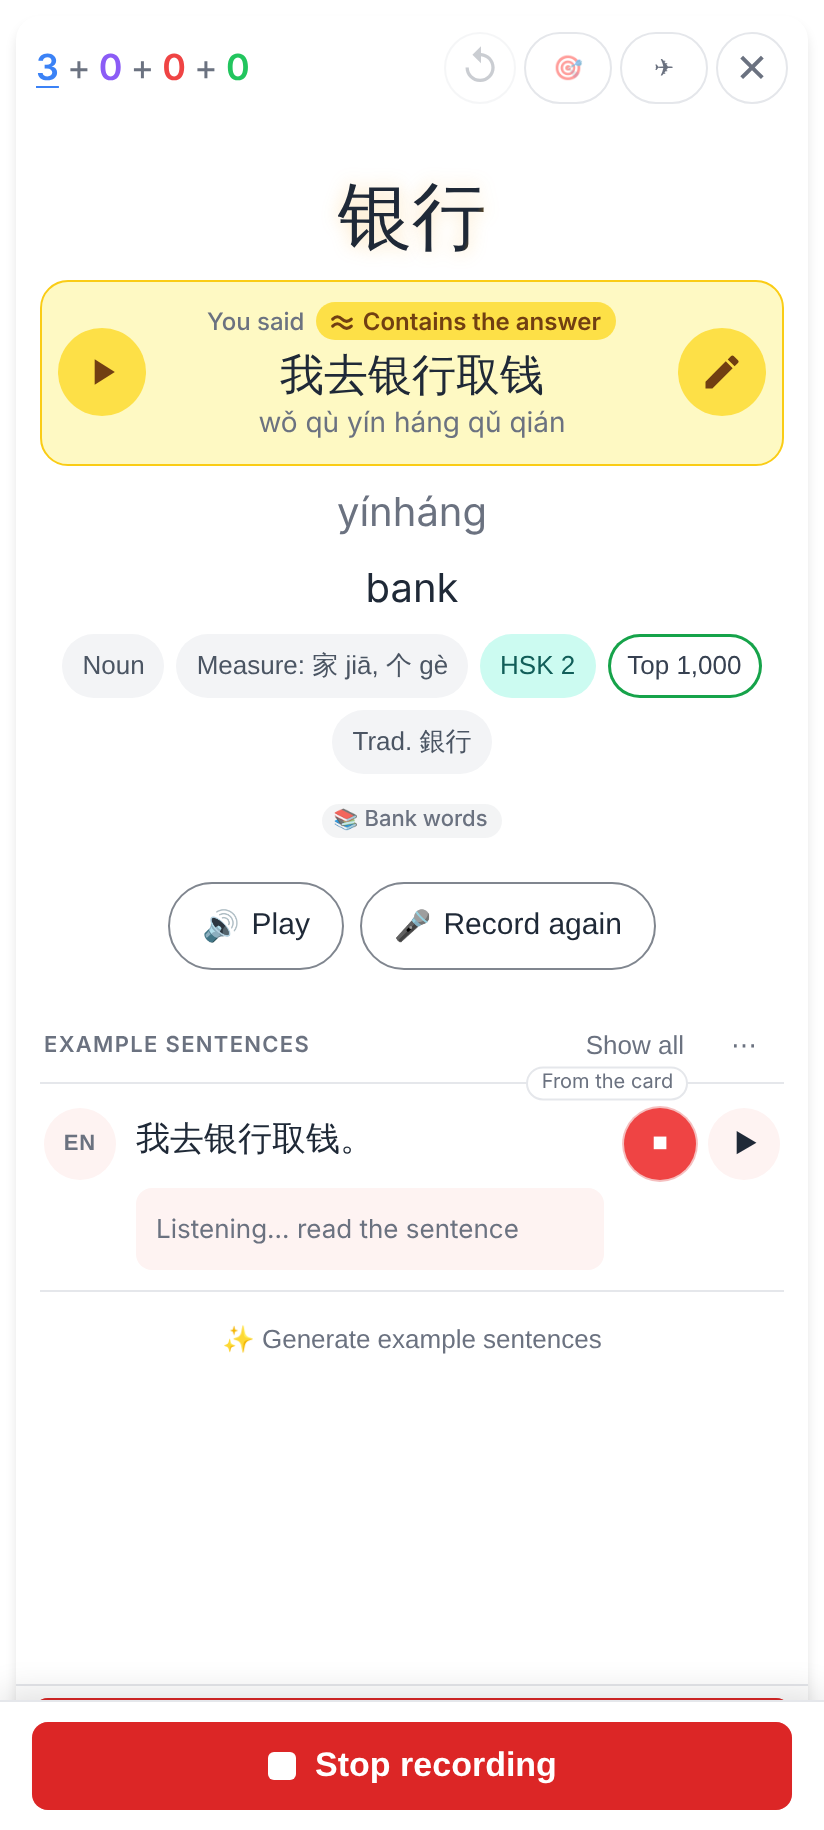 3 + 0 + 0 + 0
银行
You said ≈ Contains the answer
我去银行取钱
wǒ qù yín háng qǔ qián
yínháng
bank
Noun
Measure: 家 jiā, 个 gè
HSK 2
Top 1,000
Trad. 銀行
Bank words
Play
Record again
EXAMPLE SENTENCES
Show all
...
From the card
EN
我去银行取钱。
Listening... read the sentence
Generate example sentences
Stop recording